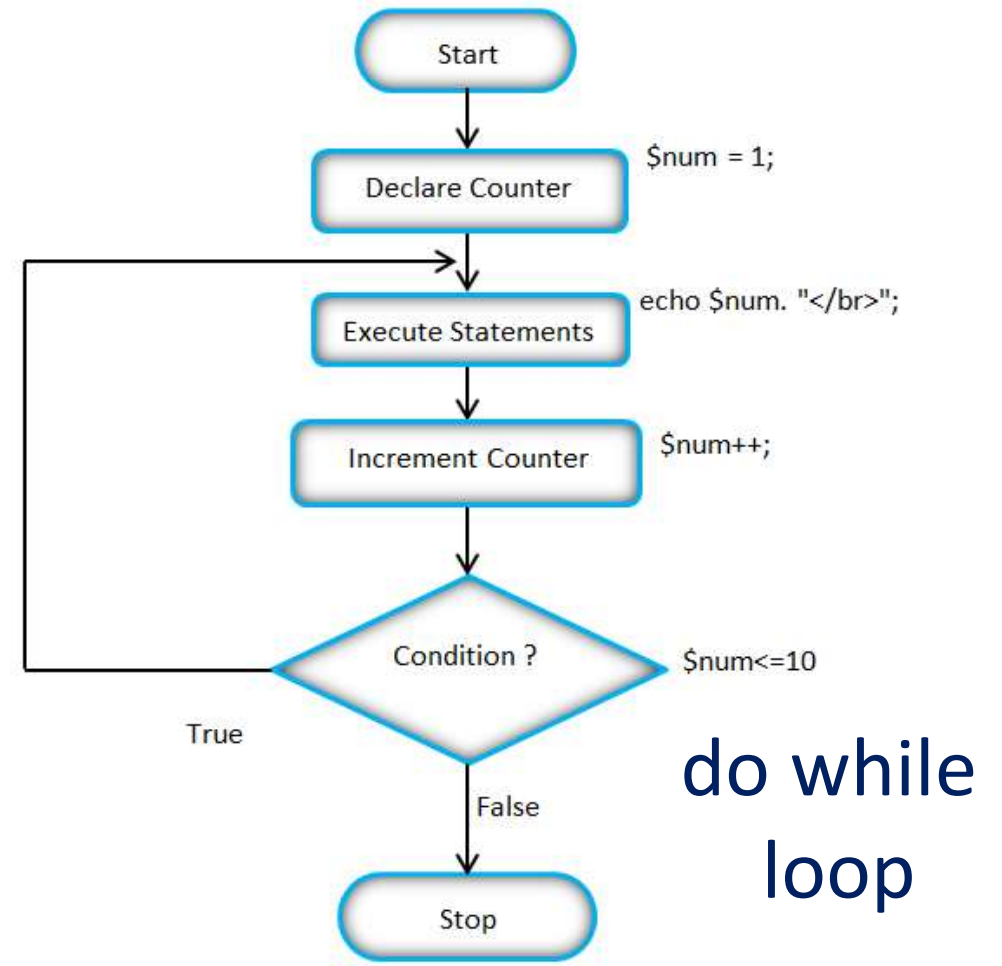 Start
Declare Counter
$num = 1;
Execute Statements
echo $num. "</br>";
Increment Counter
$num++;
Condition ?
$num<=10
True
False
do while
loop
Stop